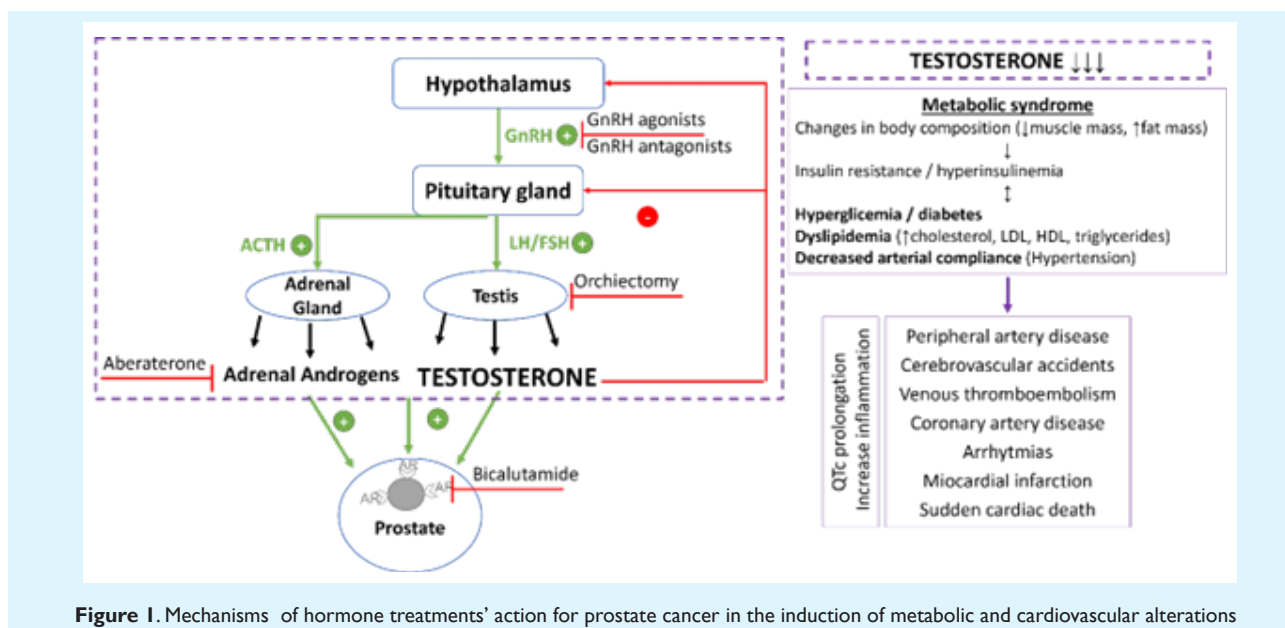 Hypothalamus
GnRH +
GnRH agonists
GnRH antagonists
Pituitary gland
-
ACTH +
LH/FSH +
Adrenal
Gland
Testis
Orchiectomy
Aberaterone
Adrenal Androgens
TESTOSTERONE
+
+
AR
AR
AR
Bicalutamide
Prostate
TESTOSTERONE ↓↓↓
Metabolic syndrome
Changes in body composition (↓muscle mass, ↑fat mass)
↓
Insulin resistance / hyperinsulinemia
↕
Hyperglicemia / diabetes
Dyslipidemia (↑cholesterol, LDL, HDL, triglycerides)
Decreased arterial compliance (Hypertension)
QTc prolongation
Increase inflammation
Peripheral artery disease
Cerebrovascular accidents
Venous thromboembolism
Coronary artery disease
Arrhytmias
Miocardial infarction
Sudden cardiac death
Figure 1. Mechanisms of hormone treatments' action for prostate cancer in the induction of metabolic and cardiovascular alterations